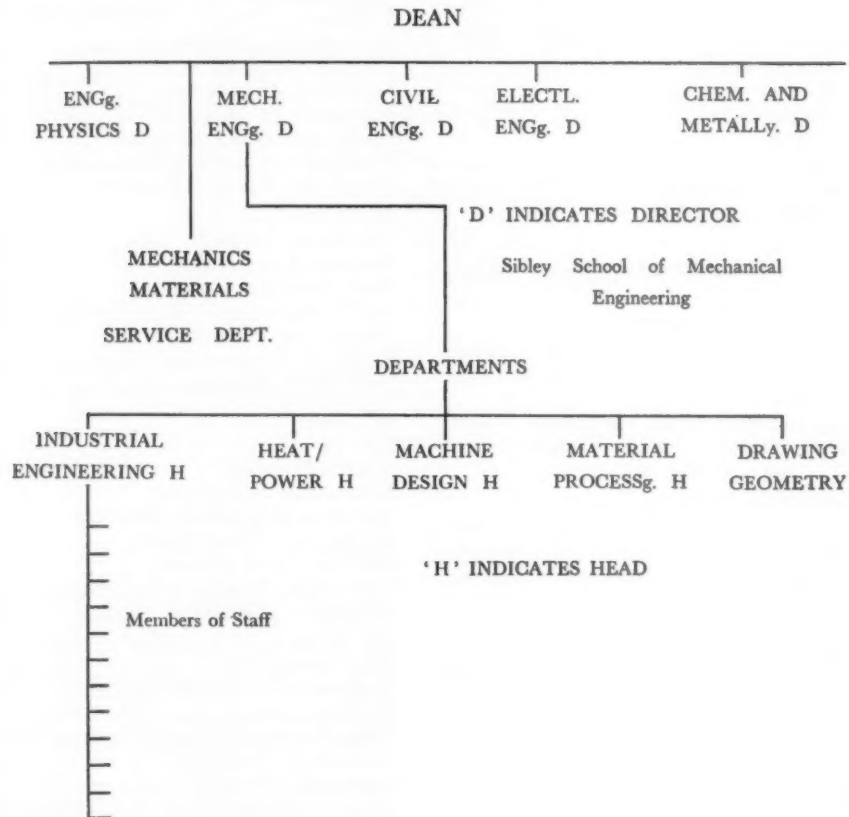 DEAN
ENGg. PHYSICS D
MECH. ENGg. D
CIVIL ENGg. D
ELECTL. ENGg. D
CHEM. AND METALLy. D
'D' INDICATES DIRECTOR
MECHANICS
MATERIALS
SERVICE DEPT.
Sibley School of Mechanical
Engineering
DEPARTMENTS
INDUSTRIAL
ENGINEERING H
HEAT/
POWER H
MACHINE
DESIGN H
MATERIAL
PROCESSg. H
DRAWING
GEOMETRY
'H' INDICATES HEAD
Members of Staff